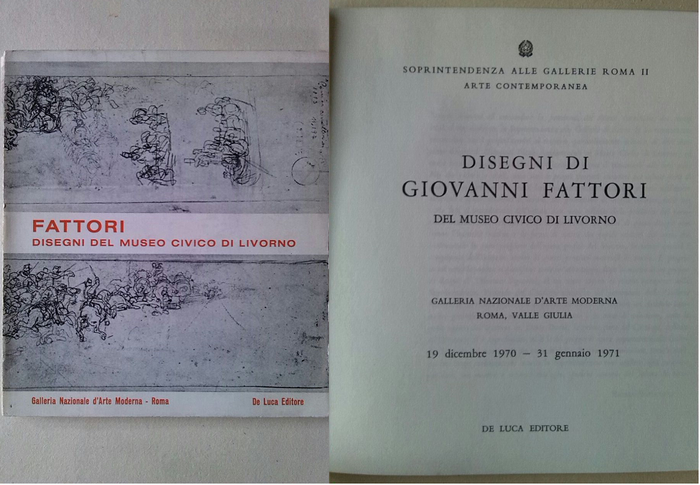 FATTORI
DISEGNI DEL MUSEO CIVICO DI LIVORNO
Galleria Nazionale d'Arte Moderna - Roma
De Luca Editore
SOPRINTENDENZA ALLE GALLERIE ROMA II
ARTE CONTEMPORANEA
DISEGNI DI
GIOVANNI FATTORI
DEL MUSEO CIVICO DI LIVORNO
GALLERIA NAZIONALE D'ARTE MODERNA
ROMA, VALLE GIULIA
19 dicembre 1970 - 31 gennaio 1971
DE LUCA EDITORE